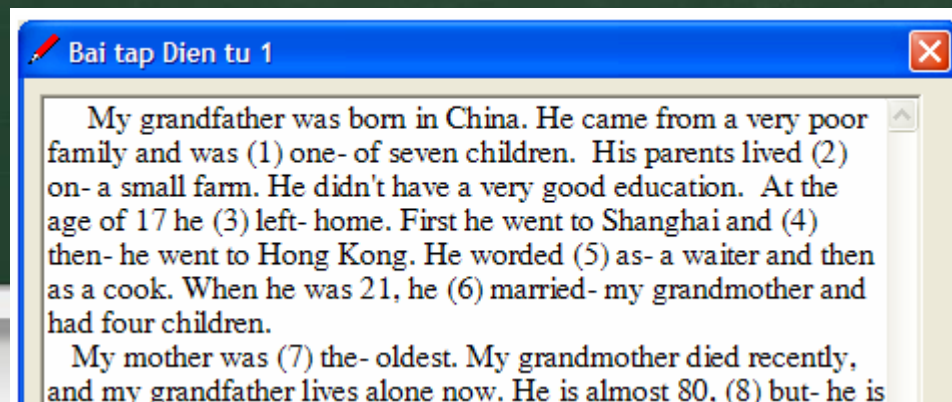 Bai tap Dien tu 1
My grandfather was born in China. He came from a very poor
family and was (1) one- of seven children. His parents lived (2)
on- a small farm. He didn't have a very good education. At the
age of 17 he (3) left- home. First he went to Shanghai and (4)
then- he went to Hong Kong. He worded (5) as- a waiter and then
as a cook. When he was 21, he (6) married- my grandmother and
had four children.
My mother was (7) the- oldest. My grandmother died recently,
and my grandfather lives alone now. He is almost 80, (8) but- he is